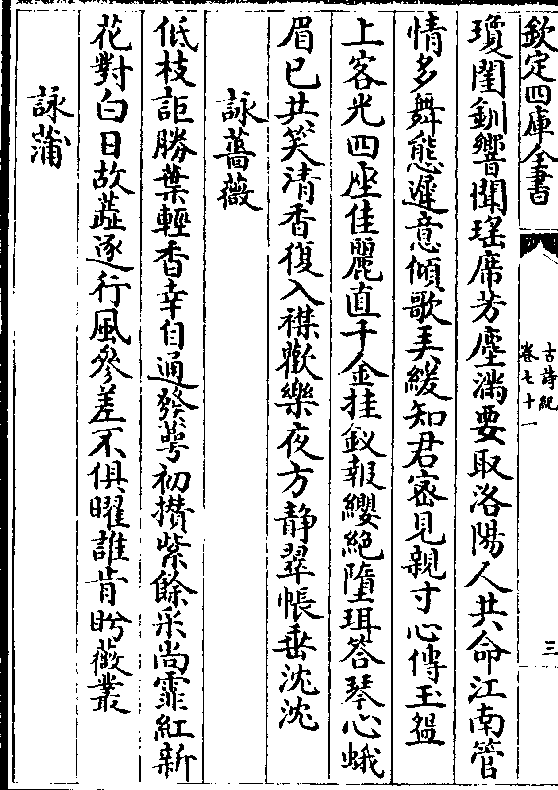 欽定四庫全書
古詩紀
卷七十一
三
瓊閨釧響聞瑤席芳塵滿要取洛陽人共命江南管
情多舞態遲意傾歌弄緩知君密見親寸心傳玉盌
上客光四座佳麗直千金挂釵報纓絶墮珥答琴心蛾
眉已共笑清香復入襟歡樂夜方静翠帳垂沈沈
詠薔薇
低枝詎勝葉輕香幸自通發萼初攅紫餘采尚霏紅新
花對白日故蘂逐行風參差不俱曜誰肯盻薇叢
詠蒲